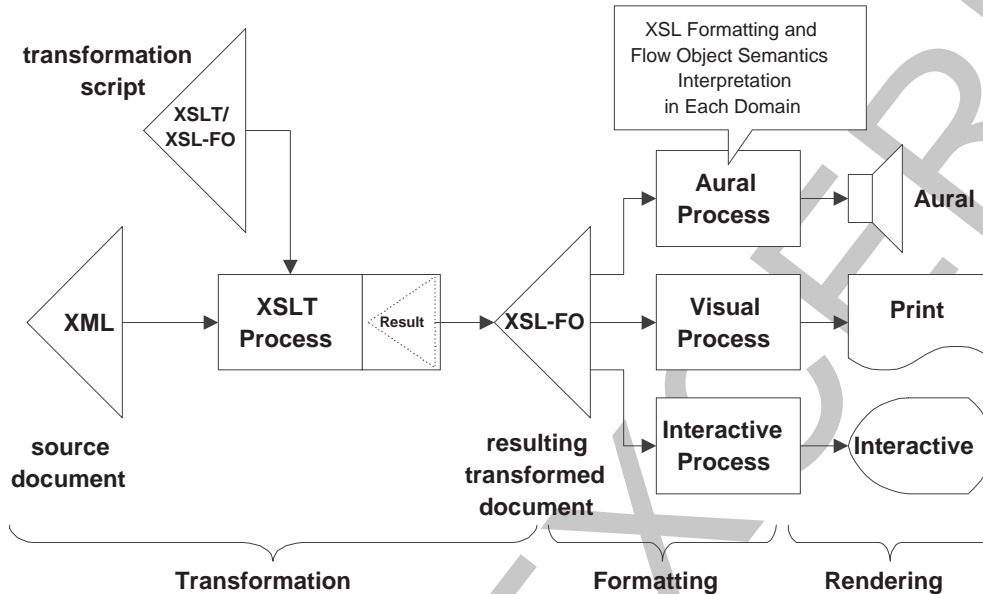 transformation
script
XSLT/
XSL-FO
XSL Formatting and
Flow Object Semantics
Interpretation
in Each Domain
Aural
Process
Aural
XML
XSLT
Process
Result
XSL-FO
Visual
Process
Print
Interactive
Process
Interactive
source
document
resulting
transformed
document
Transformation
Formatting
Rendering